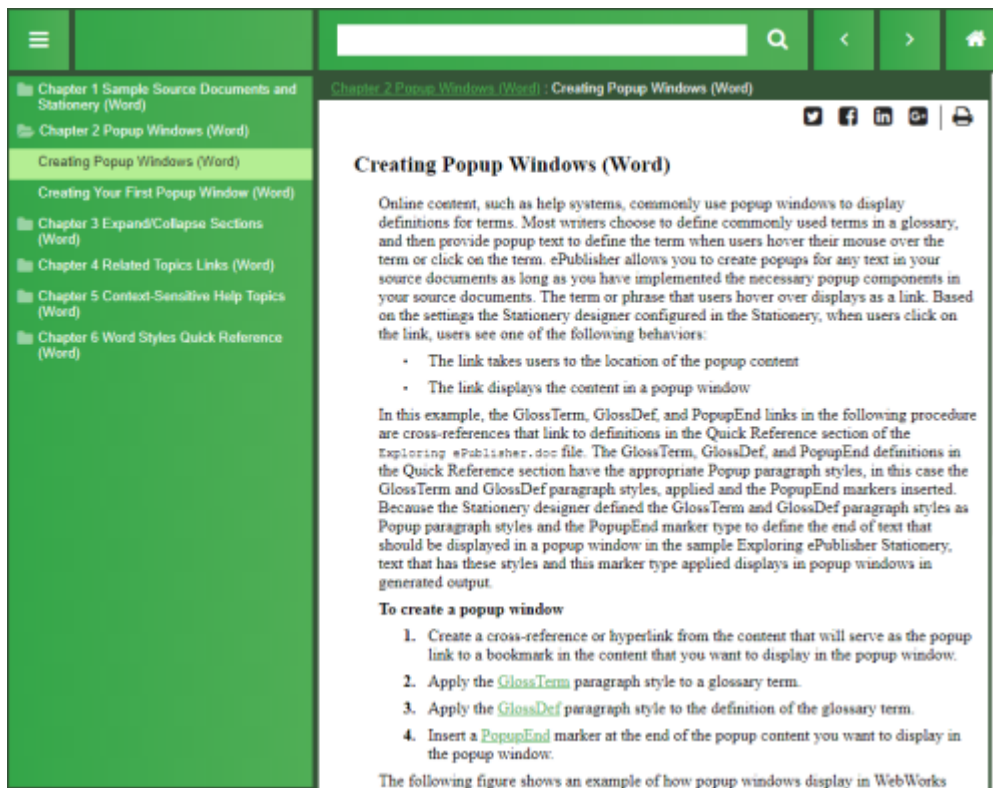 Chapter 1 Sample Source Documents and
Stationery (Word)
Chapter 2 Popup Windows (Word)
Creating Popup Windows (Word)
Creating Your First Popup Window (Word)
Chapter 3 Expand/Collapse Sections
(Word)
Chapter 4 Related Topics Links (Word)
Chapter 5 Context-Sensitive Help Topics
(Word)
Chapter 6 Word Styles Quick Reference
(Word)
Chapter 2 Popup Windows (Word) : Creating Popup Windows (Word)
Creating Popup Windows (Word)
Online content, such as help systems, commonly use popup windows to display
definitions for terms. Most writers choose to define commonly used terms in a glossary,
and then provide popup text to define the term when users hover their mouse over the
term or click on the term. ePublisher allows you to create popups for any text in your
source documents as long as you have implemented the necessary popup components in
your source documents. The term or phrase that users hover over displays as a link. Based
on the settings the Stationery designer configured in the Stationery, when users click on
the link, users see one of the following behaviors:
· The link takes users to the location of the popup content
· The link displays the content in a popup window
In this example, the GlossTerm, GlossDef, and PopupEnd links in the following procedure
are cross-references that link to definitions in the Quick Reference section of the
Exploring ePublisher.doc file. The GlossTerm, GlossDef, and PopupEnd definitions in
the Quick Reference section have the appropriate Popup paragraph styles, in this case the
GlossTerm and GlossDef paragraph styles, applied and the PopupEnd markers inserted.
Because the Stationery designer defined the GlossTerm and GlossDef paragraph styles as
Popup paragraph styles and the PopupEnd marker type to define the end of text that
should be displayed in a popup window in the sample Exploring ePublisher Stationery,
text that has these styles and this marker type applied displays in popup windows in
generated output.
To create a popup window
1. Create a cross-reference or hyperlink from the content that will serve as the popup
link to a bookmark in the content that you want to display in the popup window.
2. Apply the GlossTerm paragraph style to a glossary term.
3. Apply the GlossDef paragraph style to the definition of the glossary term.
4. Insert a PopupEnd marker at the end of the popup content you want to display in
the popup window.
The following figure shows an example of how popup windows display in WebWorks